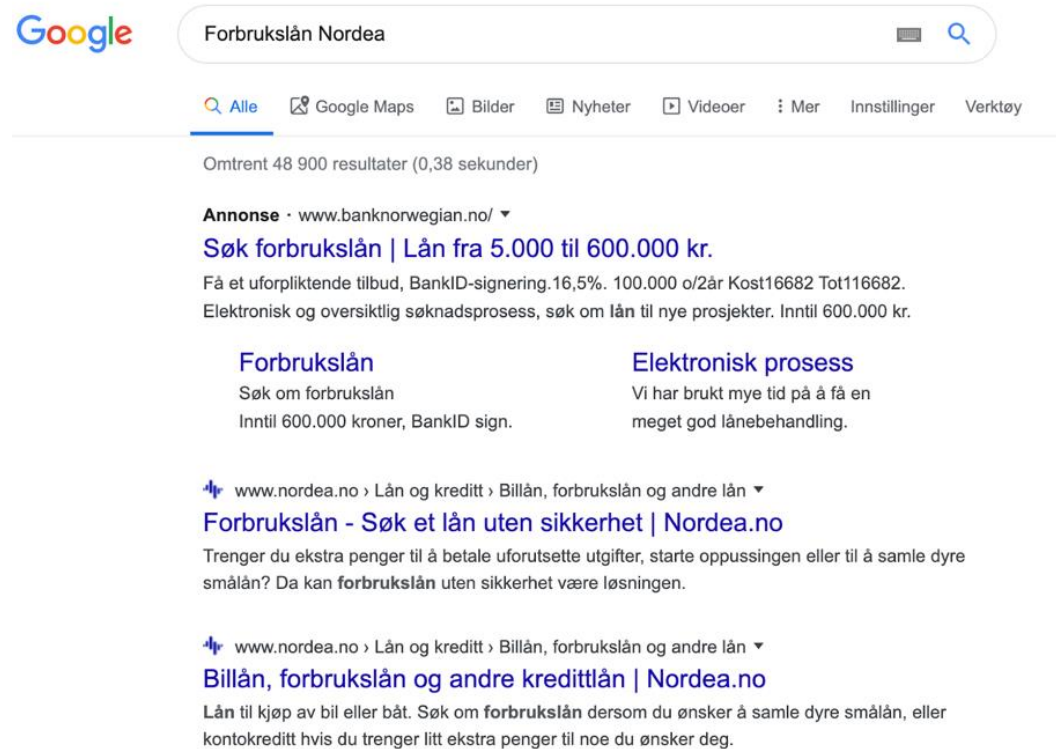 Google
Forbrukslån Nordea
Alle Google Maps Bilder Nyheter Videoer Mer Innstillinger Verktøy
Omtrent 48 900 resultater (0,38 sekunder)
Annonse · www.banknorwegian.no/
Søk forbrukslån | Lån fra 5.000 til 600.000 kr.
Få et uforpliktende tilbud, BankID-signering.16,5%. 100.000 o/2år Kost16682 Tot116682.
Elektronisk og oversiktlig søknadsprosess, søk om lån til nye prosjekter. Inntil 600.000 kr.
Forbrukslån
Søk om forbrukslån
Inntil 600.000 kroner, BankID sign.
Elektronisk prosess
Vi har brukt mye tid på å få en
meget god lånebehandling.
www.nordea.no › Lån og kreditt › Billån, forbrukslån og andre lån
Forbrukslån - Søk et lån uten sikkerhet | Nordea.no
Trenger du ekstra penger til å betale uforutsette utgifter, starte oppussingen eller til å samle dyre
smålån? Da kan forbrukslån uten sikkerhet være løsningen.
www.nordea.no › Lån og kreditt › Billån, forbrukslån og andre lån
Billån, forbrukslån og andre kredittlån | Nordea.no
Lån til kjøp av bil eller båt. Søk om forbrukslån dersom du ønsker å samle dyre smålån, eller
kontokreditt hvis du trenger litt ekstra penger til noe du ønsker deg.